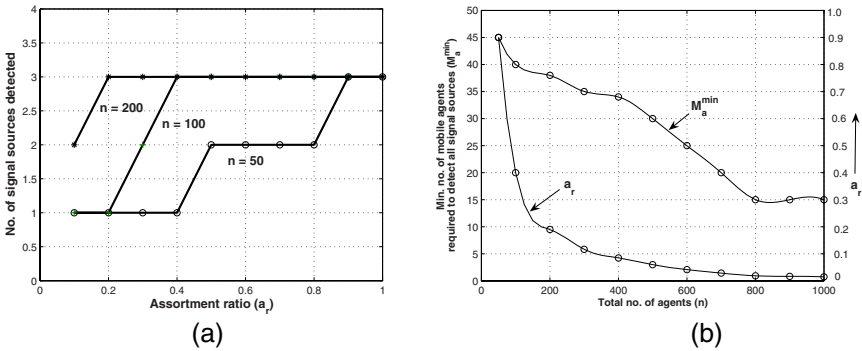 4
3.5
3
2.5
2
1.5
1
0.5
0
No. of signal sources detected
n = 200
n = 100
n = 50
0 0.2 0.4 0.6 0.8 1
Assortment ratio (a_r)
(a)
50
45
40
35
30
25
20
15
10
5
0
Min. no. of mobile agents
required to detect all signal sources (M_a^min)
M_a^min
a_r
1.0
0.9
0.8
0.7
0.6
0.5
0.4
0.3
0.2
0.1
0
a_r
0 200 400 600 800 1000
Total no. of agents (n)
(b)